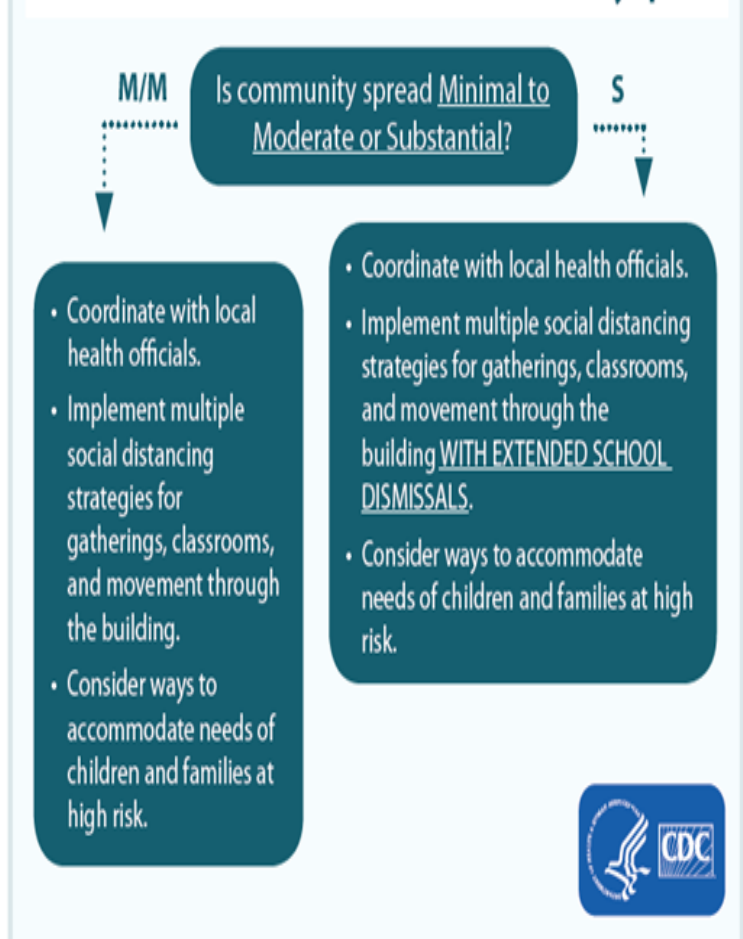 M/M
Is community spread Minimal to
Moderate or Substantial?
S
• Coordinate with local
health officials.
• Implement multiple
social distancing
strategies for
gatherings, classrooms,
and movement through
the building.
• Consider ways to
accommodate needs of
children and families at
high risk.
• Coordinate with local health officials.
• Implement multiple social distancing
strategies for gatherings, classrooms,
and movement through the
building WITH EXTENDED SCHOOL
DISMISSALS.
• Consider ways to accommodate
needs of children and families at high
risk.
CDC